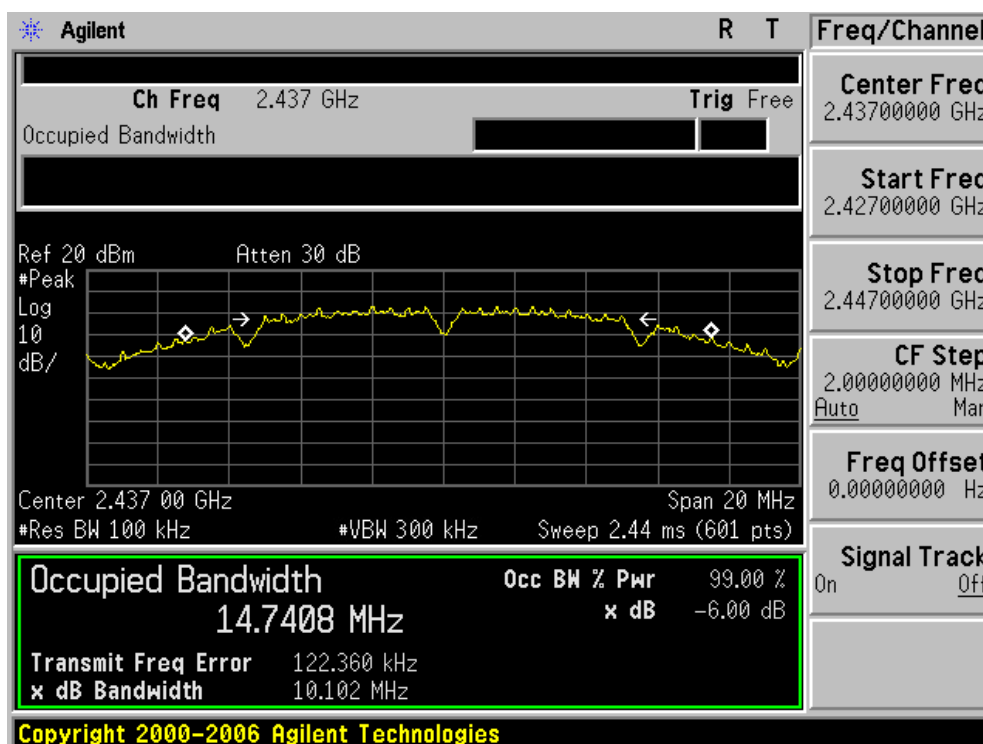 Agilent R T Freq/Channel
Ch Freq 2.437 GHz Trig Free
Occupied Bandwidth
Center Freq
2.43700000 GHz
Start Freq
2.42700000 GHz
Stop Freq
2.44700000 GHz
CF Step
2.00000000 MHz
Auto Man
Freq Offset
0.00000000 Hz
Signal Track
On Off
Ref 20 dBm Atten 30 dB
#Peak
Log
10
dB/
Center 2.437 00 GHz Span 20 MHz
#Res BW 100 kHz #VBW 300 kHz Sweep 2.44 ms (601 pts)
Occupied Bandwidth Occ BW % Pwr 99.00 %
14.7408 MHz x dB -6.00 dB
Transmit Freq Error 122.360 kHz
x dB Bandwidth 10.102 MHz
Copyright 2000-2006 Agilent Technologies